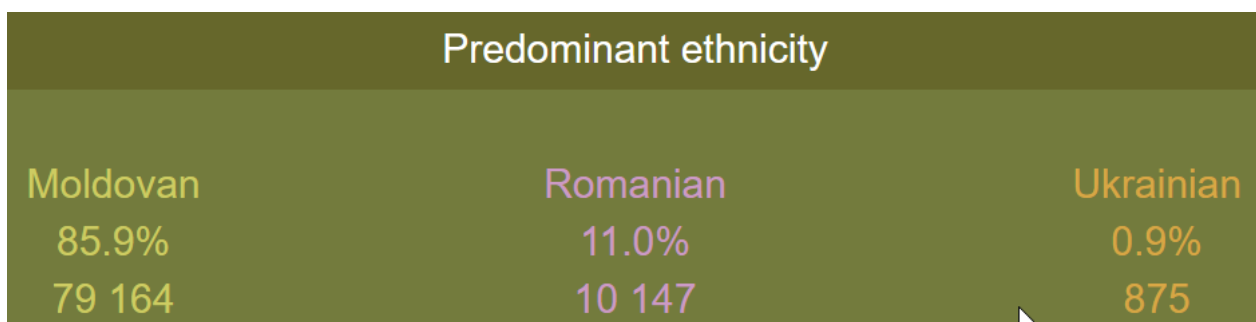 Predominant ethnicity
Moldovan Romanian Ukrainian
85.9% 11.0% 0.9%
79 164 10 147 875